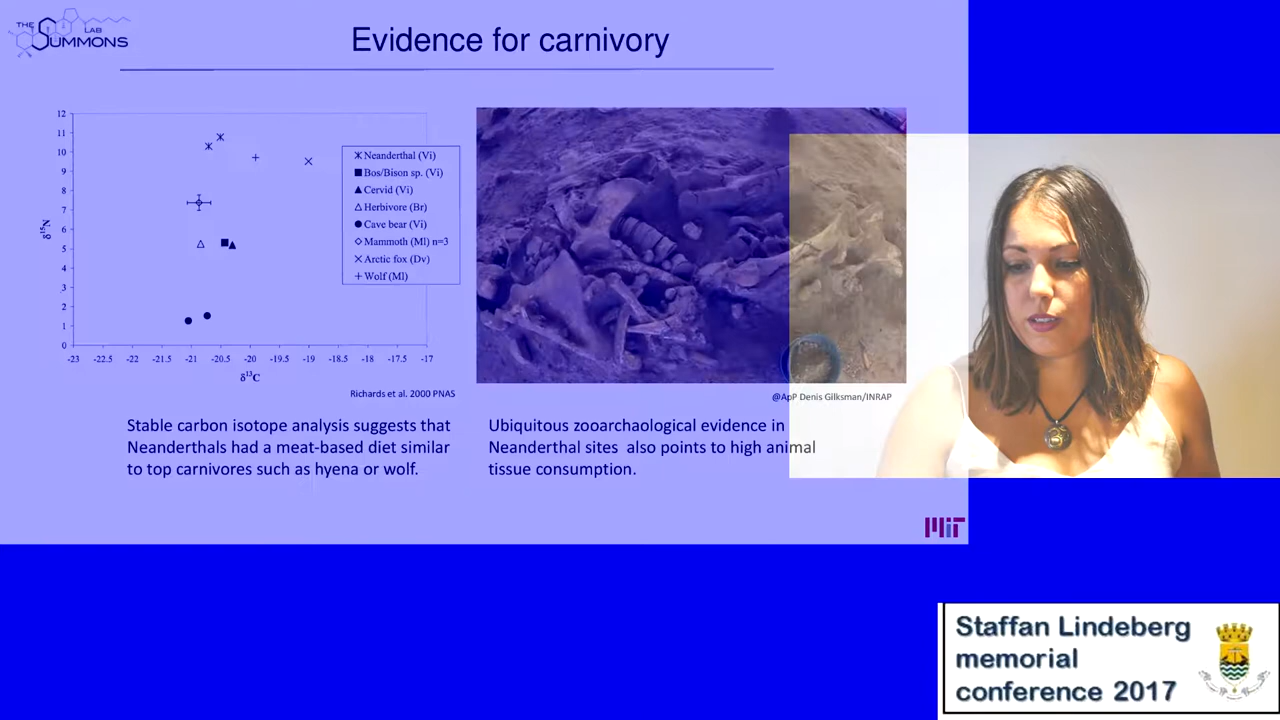 THE
SUMMONS
LAB
Evidence for carnivory
12
11
10
9
8
7
6
5
4
3
2
1
0
δ¹⁵N
-23 -22.5 -22 -21.5 -21 -20.5 -20 -19.5 -19 -18.5 -18 -17.5 -17
δ¹³C
Neanderthal (Vi)
Bos/Bison sp. (Vi)
Cervid (Vi)
Herbivore (Br)
Cave bear (Vi)
Mammoth (Ml) n=3
Arctic fox (Dv)
Wolf (Ml)
Richards et al. 2000 PNAS
@ApP Denis Gilksman/INRAP
Stable carbon isotope analysis suggests that
Neanderthals had a meat-based diet similar
to top carnivores such as hyena or wolf.
Ubiquitous zooarchaological evidence in
Neanderthal sites also points to high animal
tissue consumption.
MIT
Staffan Lindeberg
memorial
conference 2017